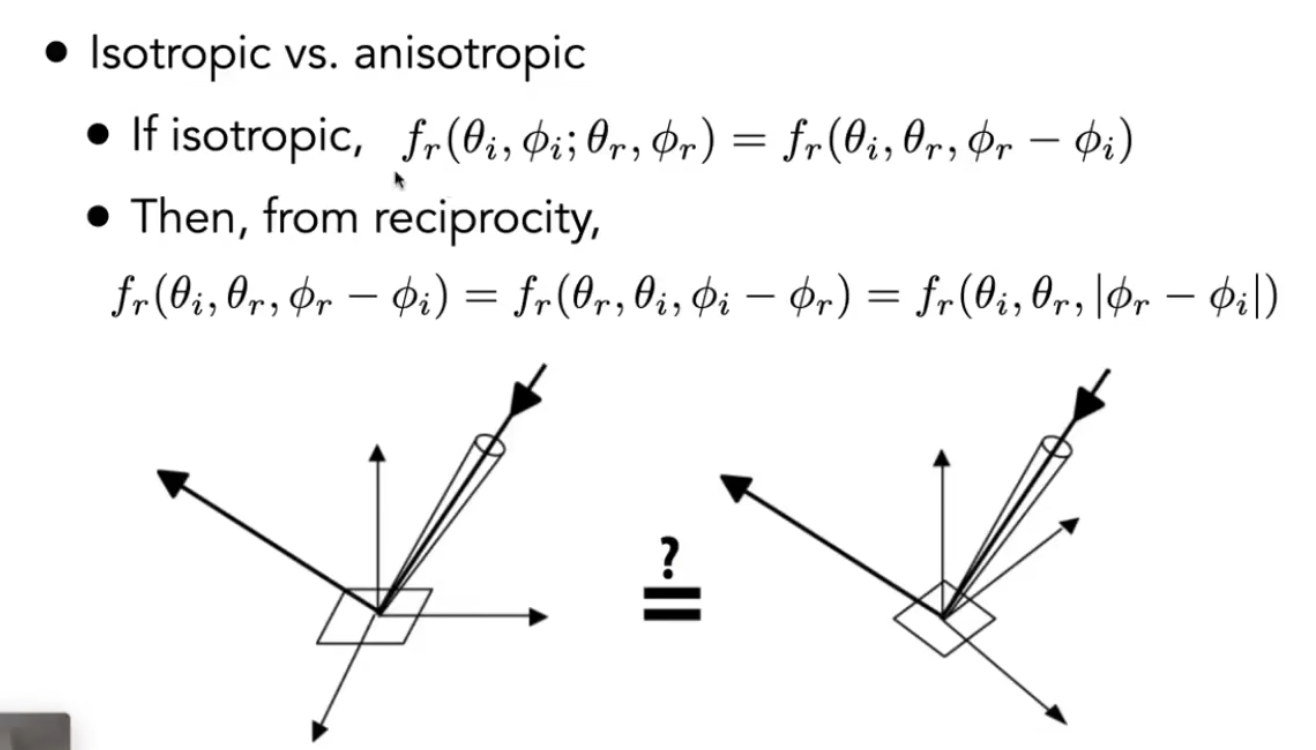 • Isotropic vs. anisotropic
• If isotropic, fᵣ(θᵢ, ϕᵢ; θᵣ, ϕᵣ) = fᵣ(θᵢ, θᵣ, ϕᵣ − ϕᵢ)
• Then, from reciprocity,
fᵣ(θᵢ, θᵣ, ϕᵣ − ϕᵢ) = fᵣ(θᵣ, θᵢ, ϕᵢ − ϕᵣ) = fᵣ(θᵢ, θᵣ, |ϕᵣ − ϕᵢ|)
?
=